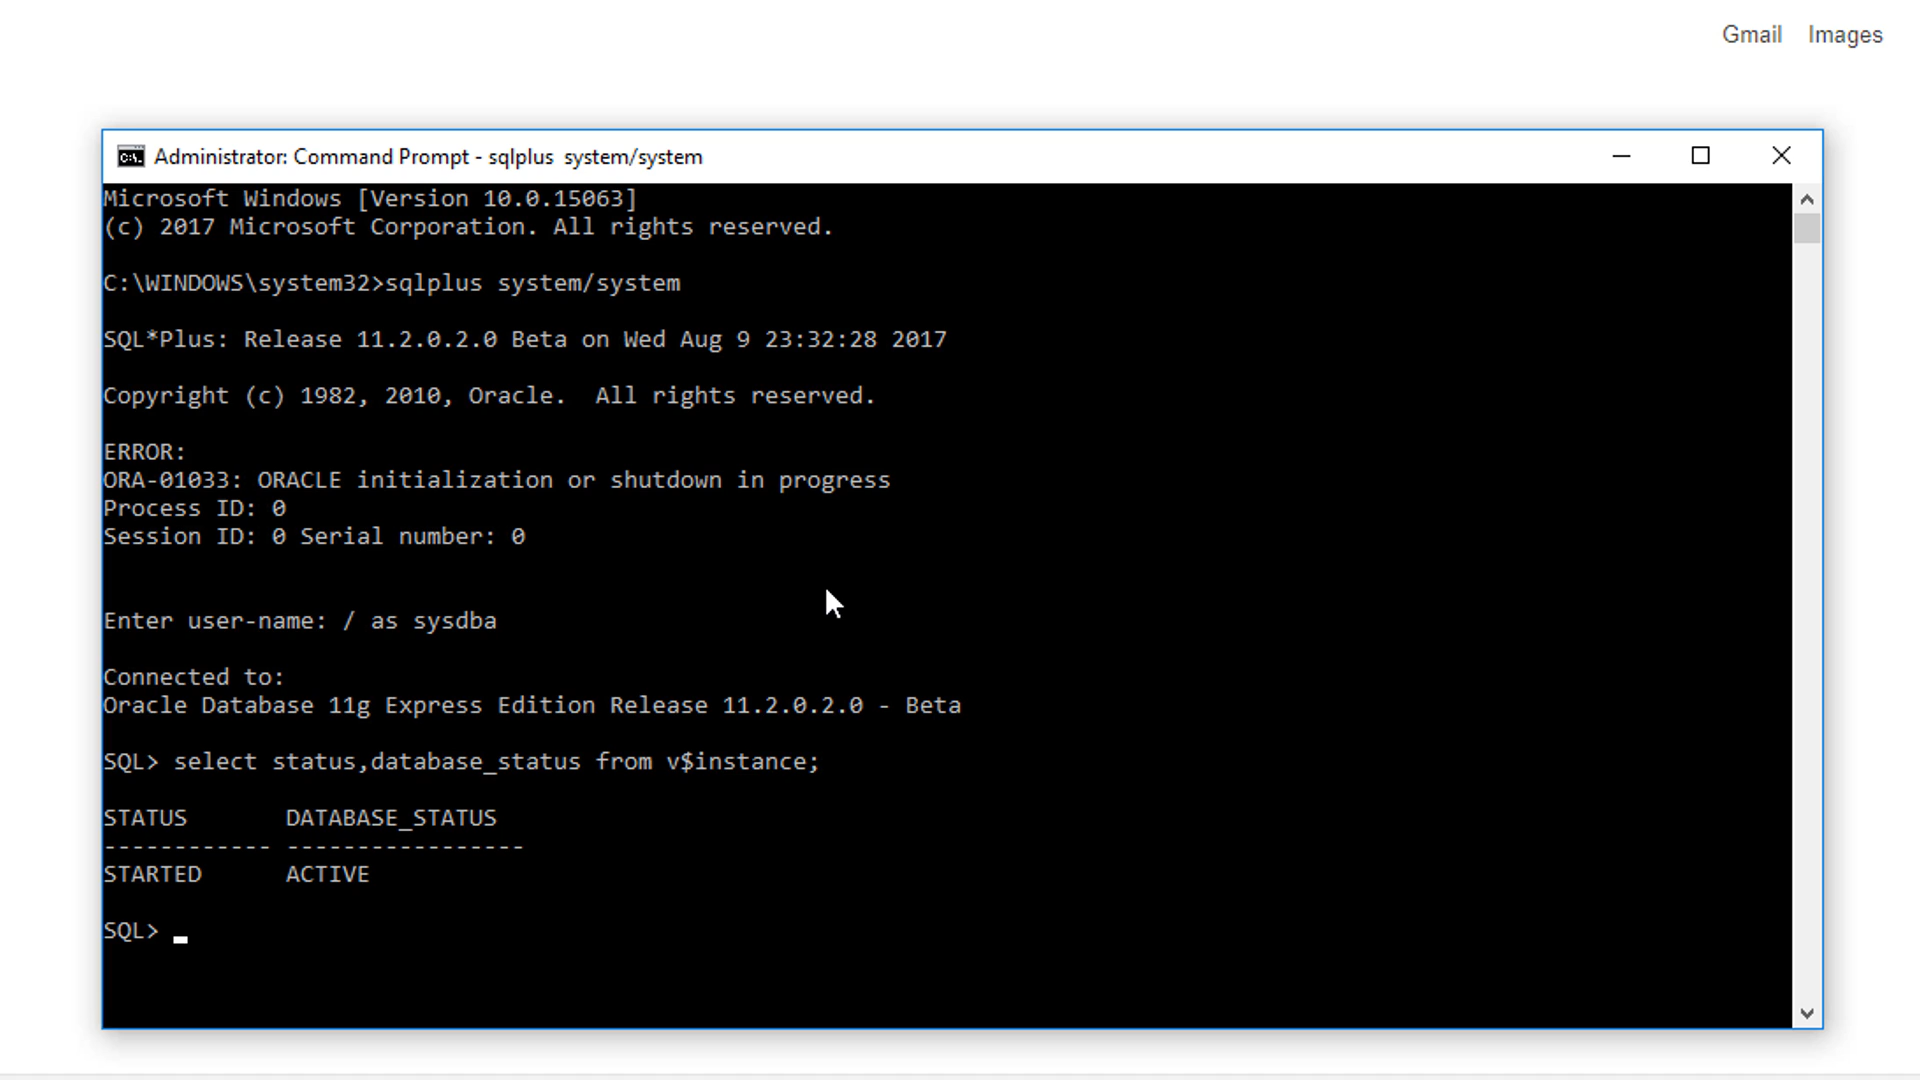 Gmail Images
Administrator: Command Prompt - sqlplus  system/system
Microsoft Windows [Version 10.0.15063]
(c) 2017 Microsoft Corporation. All rights reserved.
C:\WINDOWS\system32>sqlplus system/system
SQL*Plus: Release 11.2.0.2.0 Beta on Wed Aug 9 23:32:28 2017
Copyright (c) 1982, 2010, Oracle.  All rights reserved.
ERROR:
ORA-01033: ORACLE initialization or shutdown in progress
Process ID: 0
Session ID: 0 Serial number: 0
Enter user-name: / as sysdba
Connected to:
Oracle Database 11g Express Edition Release 11.2.0.2.0 - Beta
SQL> select status,database_status from v$instance;
STATUS       DATABASE_STATUS
------------ -----------------
STARTED      ACTIVE
SQL> _